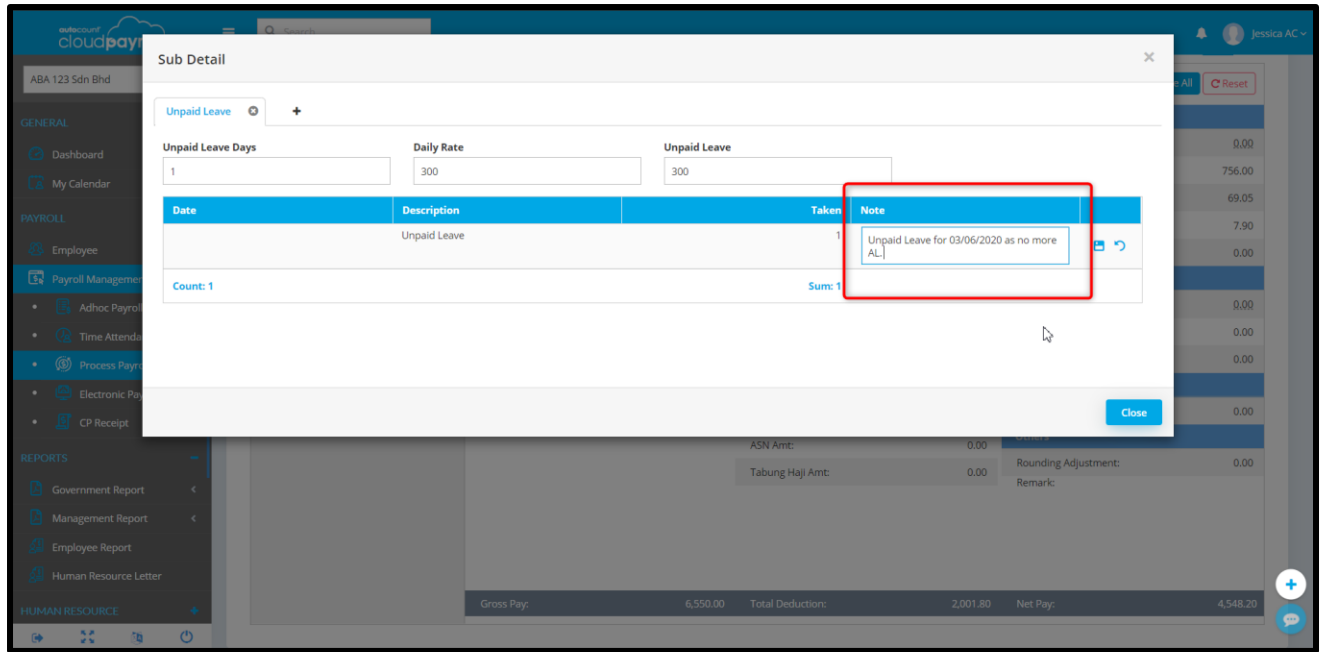 autocount
cloudpayr
Search
Jessica AC
ABA 123 Sdn Bhd
e All
Reset
GENERAL
Dashboard
My Calendar
PAYROLL
Employee
Payroll Managemen
Adhoc Payroll
Time Attenda
Process Payro
Electronic Pay
CP Receipt
REPORTS
Government Report
Management Report
Employee Report
Human Resource Letter
HUMAN RESOURCE
Sub Detail
Unpaid Leave
Unpaid Leave Days Daily Rate Unpaid Leave
1 300 300
Date Description Taken Note
Unpaid Leave 1 Unpaid Leave for 03/06/2020 as no more
AL.
Count: 1 Sum: 1
Close
0.00
756.00
69.05
7.90
0.00
0.00
0.00
0.00
0.00
ASN Amt: 0.00
Tabung Haji Amt: 0.00
Others
Rounding Adjustment: 0.00
Remark:
Gross Pay: 6,550.00 Total Deduction: 2,001.80 Net Pay: 4,548.20